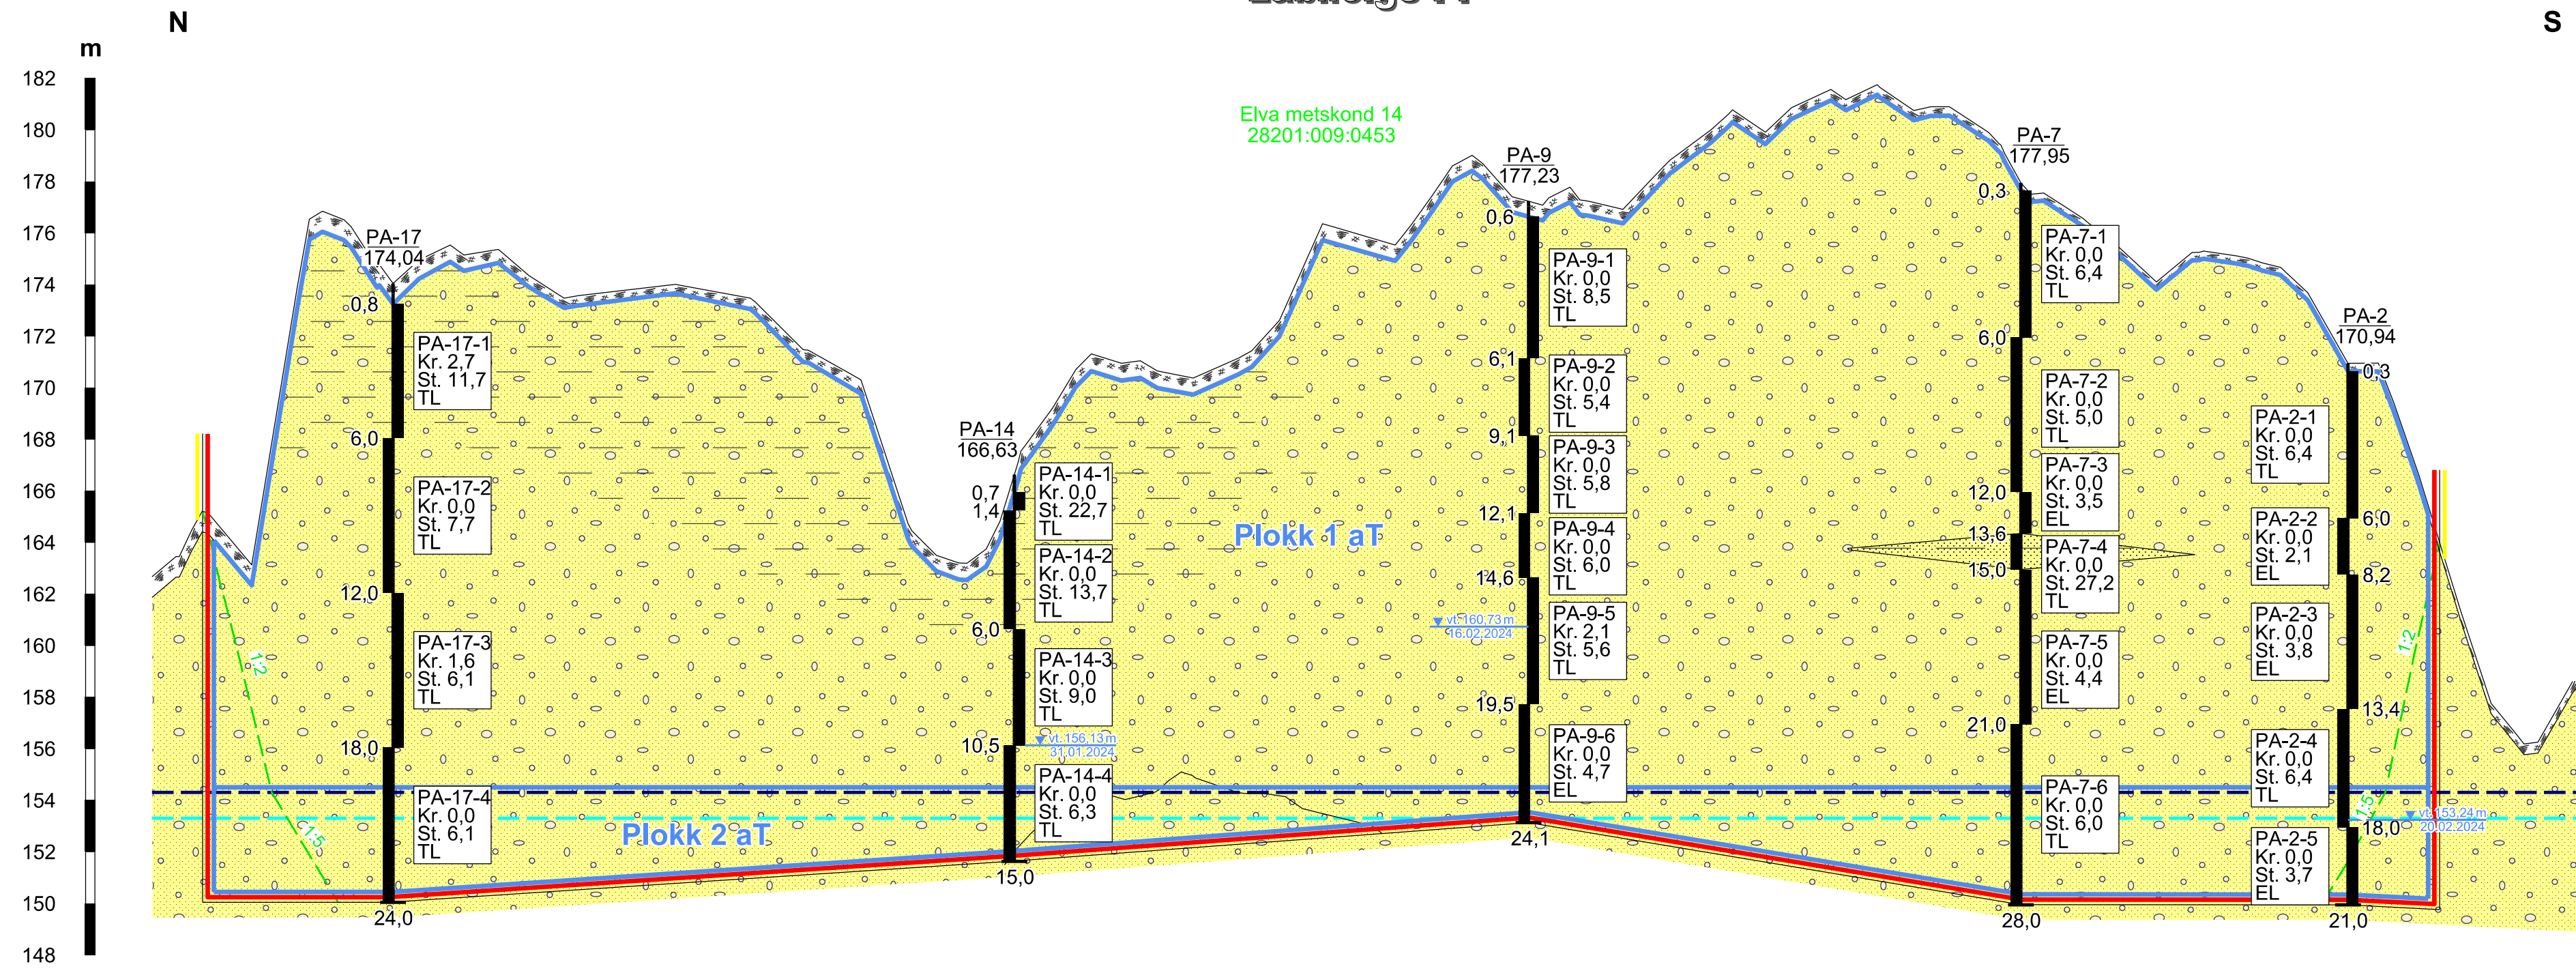 N
S
m
182
180
178
176
174
172
170
168
166
164
162
160
158
156
154
152
150
148
Elva metskond 14
28201:009:0453
PA-17
174,04
0,8
6,0
12,0
18,0
24,0
PA-17-1
Kr. 2,7
St. 11,7
TL
PA-17-2
Kr. 0,0
St. 7,7
TL
PA-17-3
Kr. 1,6
St. 6,1
TL
PA-17-4
Kr. 0,0
St. 6,1
TL
1:2
1:5
Plokk 2 aT
PA-14
166,63
0,7
1,4
6,0
10,5
15,0
PA-14-1
Kr. 0,0
St. 22,7
TL
PA-14-2
Kr. 0,0
St. 13,7
TL
PA-14-3
Kr. 0,0
St. 9,0
TL
vt. 156,13 m
31.01.2024
PA-14-4
Kr. 0,0
St. 6,3
TL
Plokk 1 aT
PA-9
177,23
0,6
6,1
9,1
12,1
14,6
19,5
24,1
vt. 160,73 m
16.02.2024
PA-9-1
Kr. 0,0
St. 8,5
TL
PA-9-2
Kr. 0,0
St. 5,4
TL
PA-9-3
Kr. 0,0
St. 5,8
TL
PA-9-4
Kr. 0,0
St. 6,0
TL
PA-9-5
Kr. 2,1
St. 5,6
TL
PA-9-6
Kr. 0,0
St. 4,7
EL
PA-7
177,95
0,3
6,0
12,0
13,6
15,0
21,0
28,0
PA-7-1
Kr. 0,0
St. 6,4
TL
PA-7-2
Kr. 0,0
St. 5,0
TL
PA-7-3
Kr. 0,0
St. 3,5
EL
PA-7-4
Kr. 0,0
St. 27,2
TL
PA-7-5
Kr. 0,0
St. 4,4
EL
PA-7-6
Kr. 0,0
St. 6,0
TL
PA-2
170,94
0,3
6,0
8,2
13,4
18,0
21,0
PA-2-1
Kr. 0,0
St. 6,4
TL
PA-2-2
Kr. 0,0
St. 2,1
EL
PA-2-3
Kr. 0,0
St. 3,8
EL
PA-2-4
Kr. 0,0
St. 6,4
TL
PA-2-5
Kr. 0,0
St. 3,7
EL
1:2
1:5
vt. 153,24 m
20.02.2024